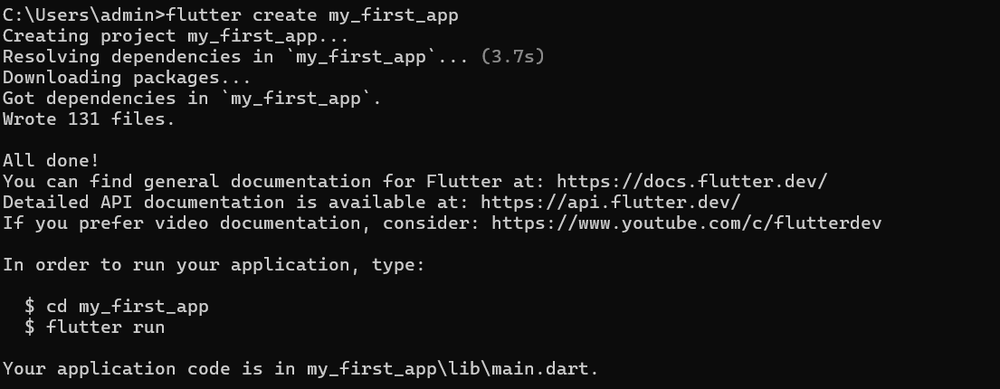 C:\Users\admin>flutter create my_first_app
Creating project my_first_app...
Resolving dependencies in `my_first_app`... (3.7s)
Downloading packages...
Got dependencies in `my_first_app`.
Wrote 131 files.

All done!
You can find general documentation for Flutter at: https://docs.flutter.dev/
Detailed API documentation is available at: https://api.flutter.dev/
If you prefer video documentation, consider: https://www.youtube.com/c/flutterdev

In order to run your application, type:

  $ cd my_first_app
  $ flutter run

Your application code is in my_first_app\lib\main.dart.